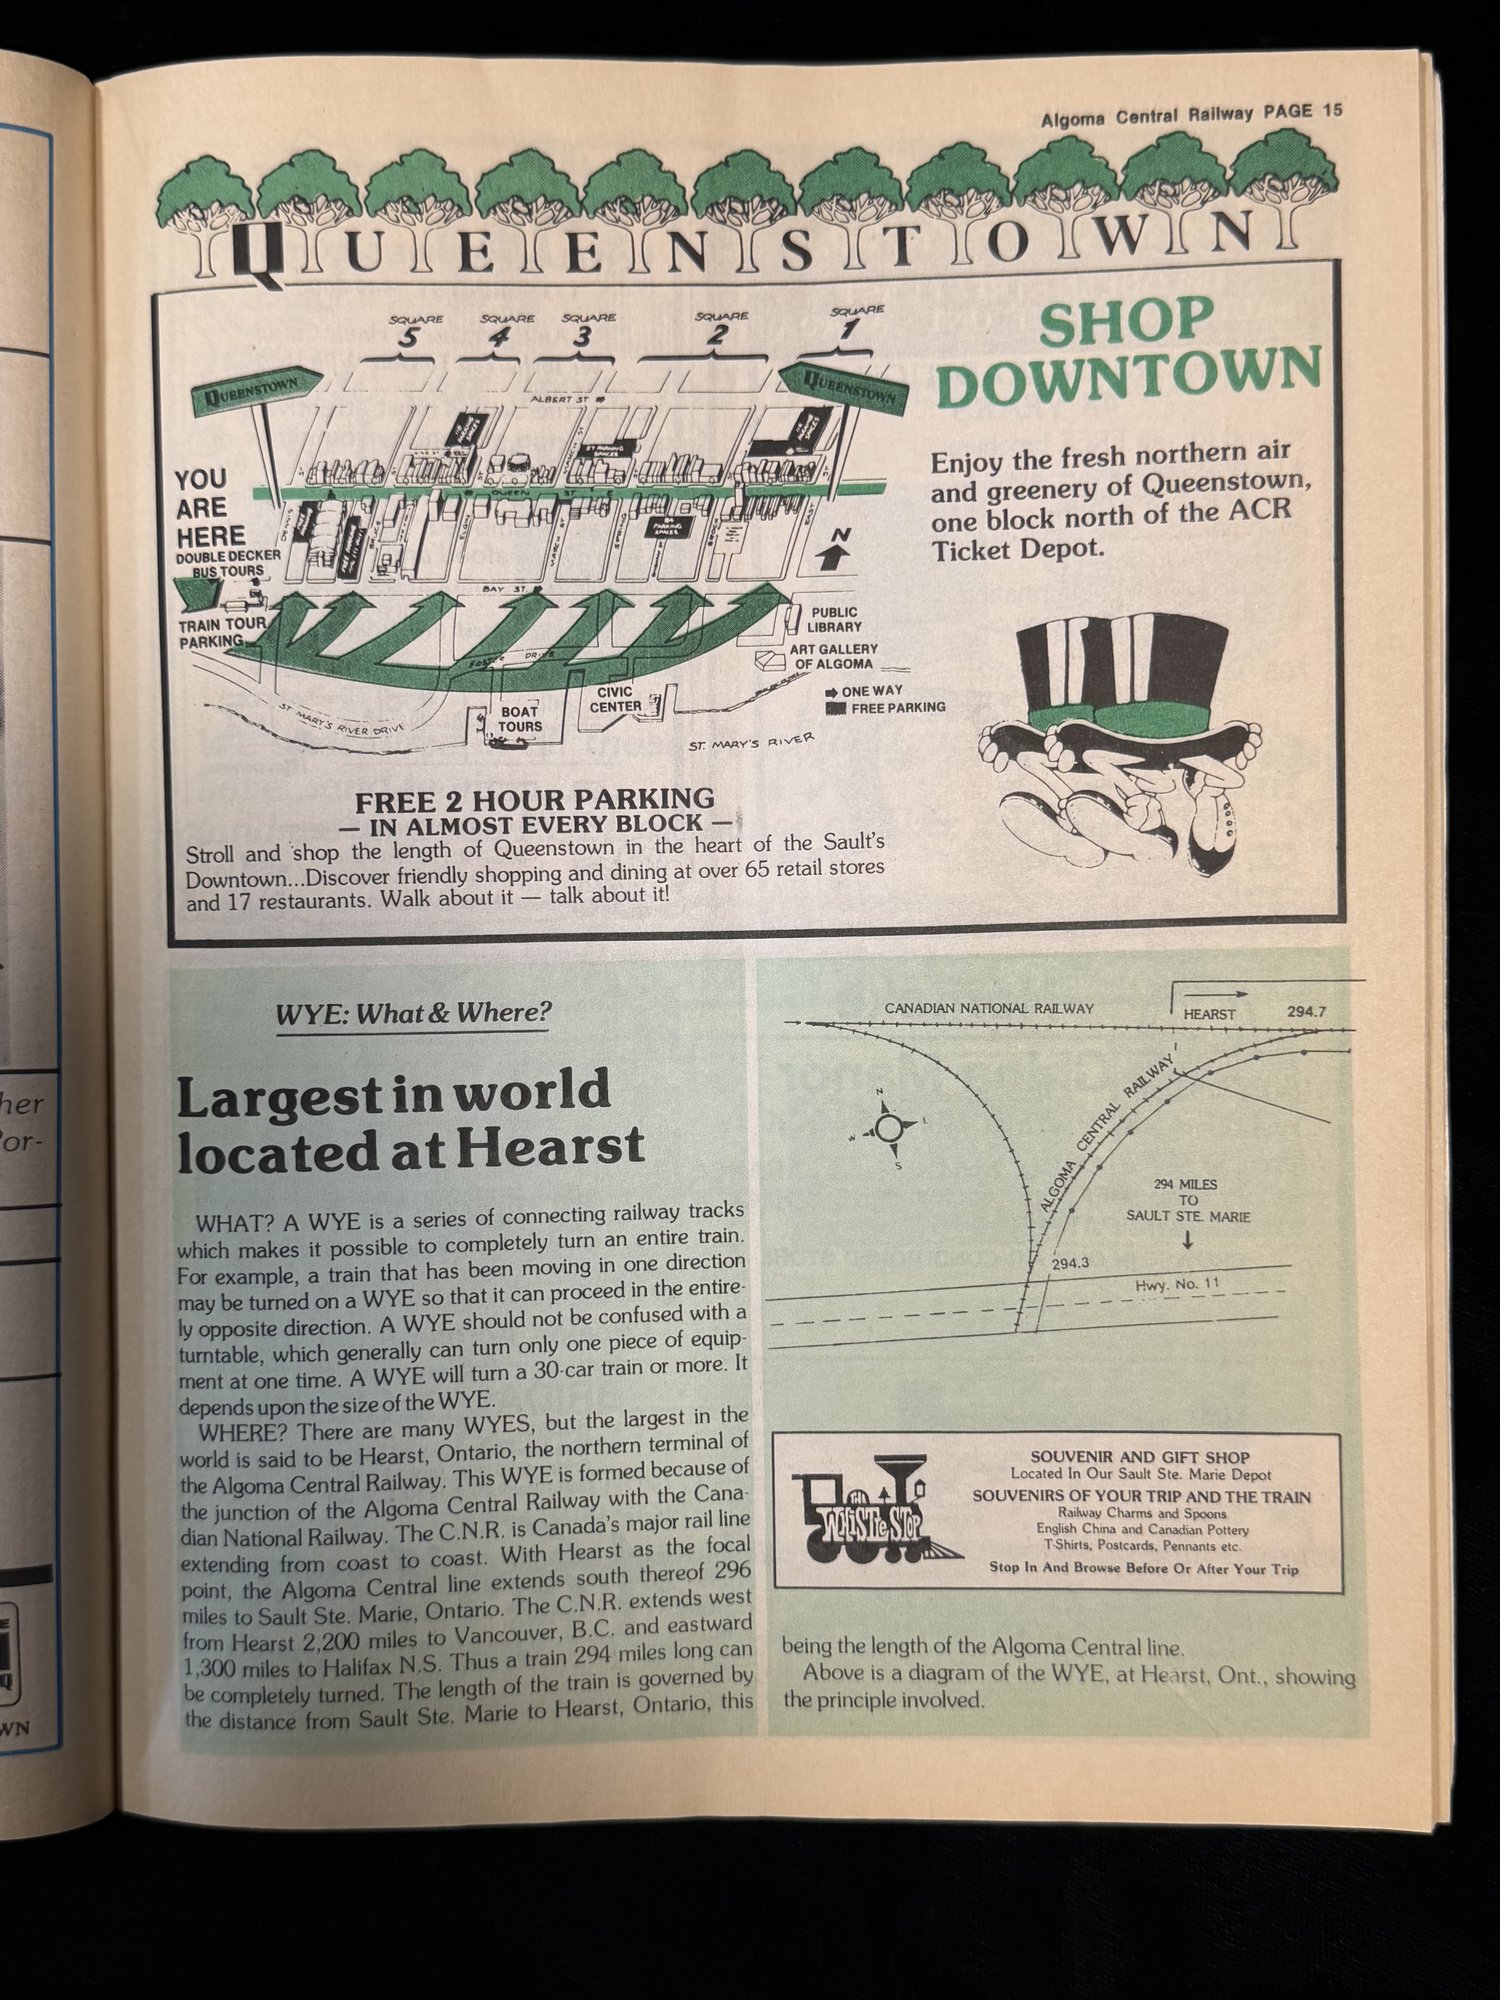 Algoma Central Railway PAGE 15
QUEENSTOWN
SHOP
DOWNTOWN
Enjoy the fresh northern air
and greenery of Queenstown,
one block north of the ACR
Ticket Depot.
SQUARE
5
SQUARE
4
SQUARE
3
SQUARE
2
SQUARE
1
QUEENSTOWN
QUEENSTOWN
ALBERT ST
YOU
ARE
HERE
QUEEN ST
DOUBLE DECKER
BUS TOURS
N
BAY ST.
TRAIN TOUR
PARKING
PUBLIC
LIBRARY
ART GALLERY
OF ALGOMA
FOSTER DRIVE
ONE WAY
FREE PARKING
CIVIC
CENTER
BOAT
TOURS
ST MARY'S RIVER DRIVE
ST. MARY'S RIVER
FREE 2 HOUR PARKING
— IN ALMOST EVERY BLOCK —
Stroll and shop the length of Queenstown in the heart of the Sault's
Downtown...Discover friendly shopping and dining at over 65 retail stores
and 17 restaurants. Walk about it — talk about it!
WYE: What & Where?
Largest in world
located at Hearst
WHAT? A WYE is a series of connecting railway tracks
which makes it possible to completely turn an entire train.
For example, a train that has been moving in one direction
may be turned on a WYE so that it can proceed in the entire-
ly opposite direction. A WYE should not be confused with a
turntable, which generally can turn only one piece of equip-
ment at one time. A WYE will turn a 30-car train or more. It
depends upon the size of the WYE.
WHERE? There are many WYES, but the largest in the
world is said to be Hearst, Ontario, the northern terminal of
the Algoma Central Railway. This WYE is formed because of
the junction of the Algoma Central Railway with the Cana-
dian National Railway. The C.N.R. is Canada's major rail line
extending from coast to coast. With Hearst as the focal
point, the Algoma Central line extends south thereof 296
miles to Sault Ste. Marie, Ontario. The C.N.R. extends west
from Hearst 2,200 miles to Vancouver, B.C. and eastward
1,300 miles to Halifax N.S. Thus a train 294 miles long can
be completely turned. The length of the train is governed by
the distance from Sault Ste. Marie to Hearst, Ontario, this
CANADIAN NATIONAL RAILWAY
HEARST
294.7
ALGOMA CENTRAL RAILWAY
N
E
W
S
294 MILES
TO
SAULT STE. MARIE
294.3
Hwy. No. 11
THE
WHISTLE STOP
SOUVENIR AND GIFT SHOP
Located In Our Sault Ste. Marie Depot
SOUVENIRS OF YOUR TRIP AND THE TRAIN
Railway Charms and Spoons
English China and Canadian Pottery
T-Shirts, Postcards, Pennants etc.
Stop In And Browse Before Or After Your Trip
being the length of the Algoma Central line.
Above is a diagram of the WYE, at Hearst, Ont., showing
the principle involved.